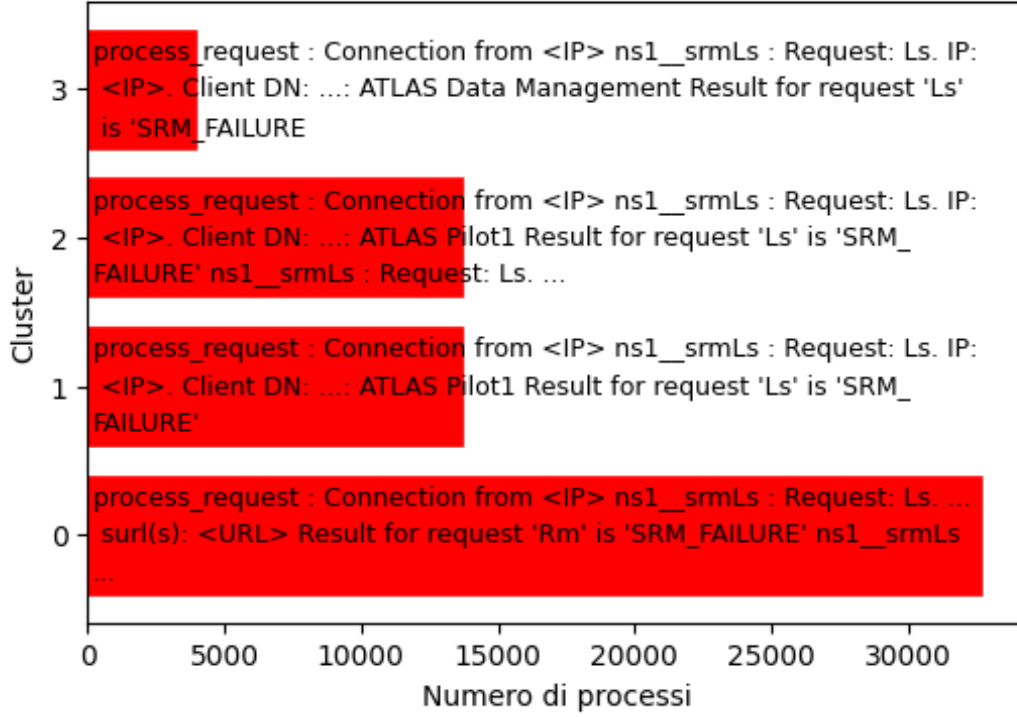 3
process_request : Connection from <IP> ns1__srmLs : Request: Ls. IP:
<IP>. Client DN: ...: ATLAS Data Management Result for request 'Ls'
is 'SRM_FAILURE
2
process_request : Connection from <IP> ns1__srmLs : Request: Ls. IP:
<IP>. Client DN: ...: ATLAS Pilot1 Result for request 'Ls' is 'SRM_
FAILURE' ns1__srmLs : Request: Ls. ...
1
process_request : Connection from <IP> ns1__srmLs : Request: Ls. IP:
<IP>. Client DN: ...: ATLAS Pilot1 Result for request 'Ls' is 'SRM_
FAILURE'
0
process_request : Connection from <IP> ns1__srmLs : Request: Ls. ...
surl(s): <URL> Result for request 'Rm' is 'SRM_FAILURE' ns1__srmLs
...
Cluster
0 5000 10000 15000 20000 25000 30000
Numero di processi